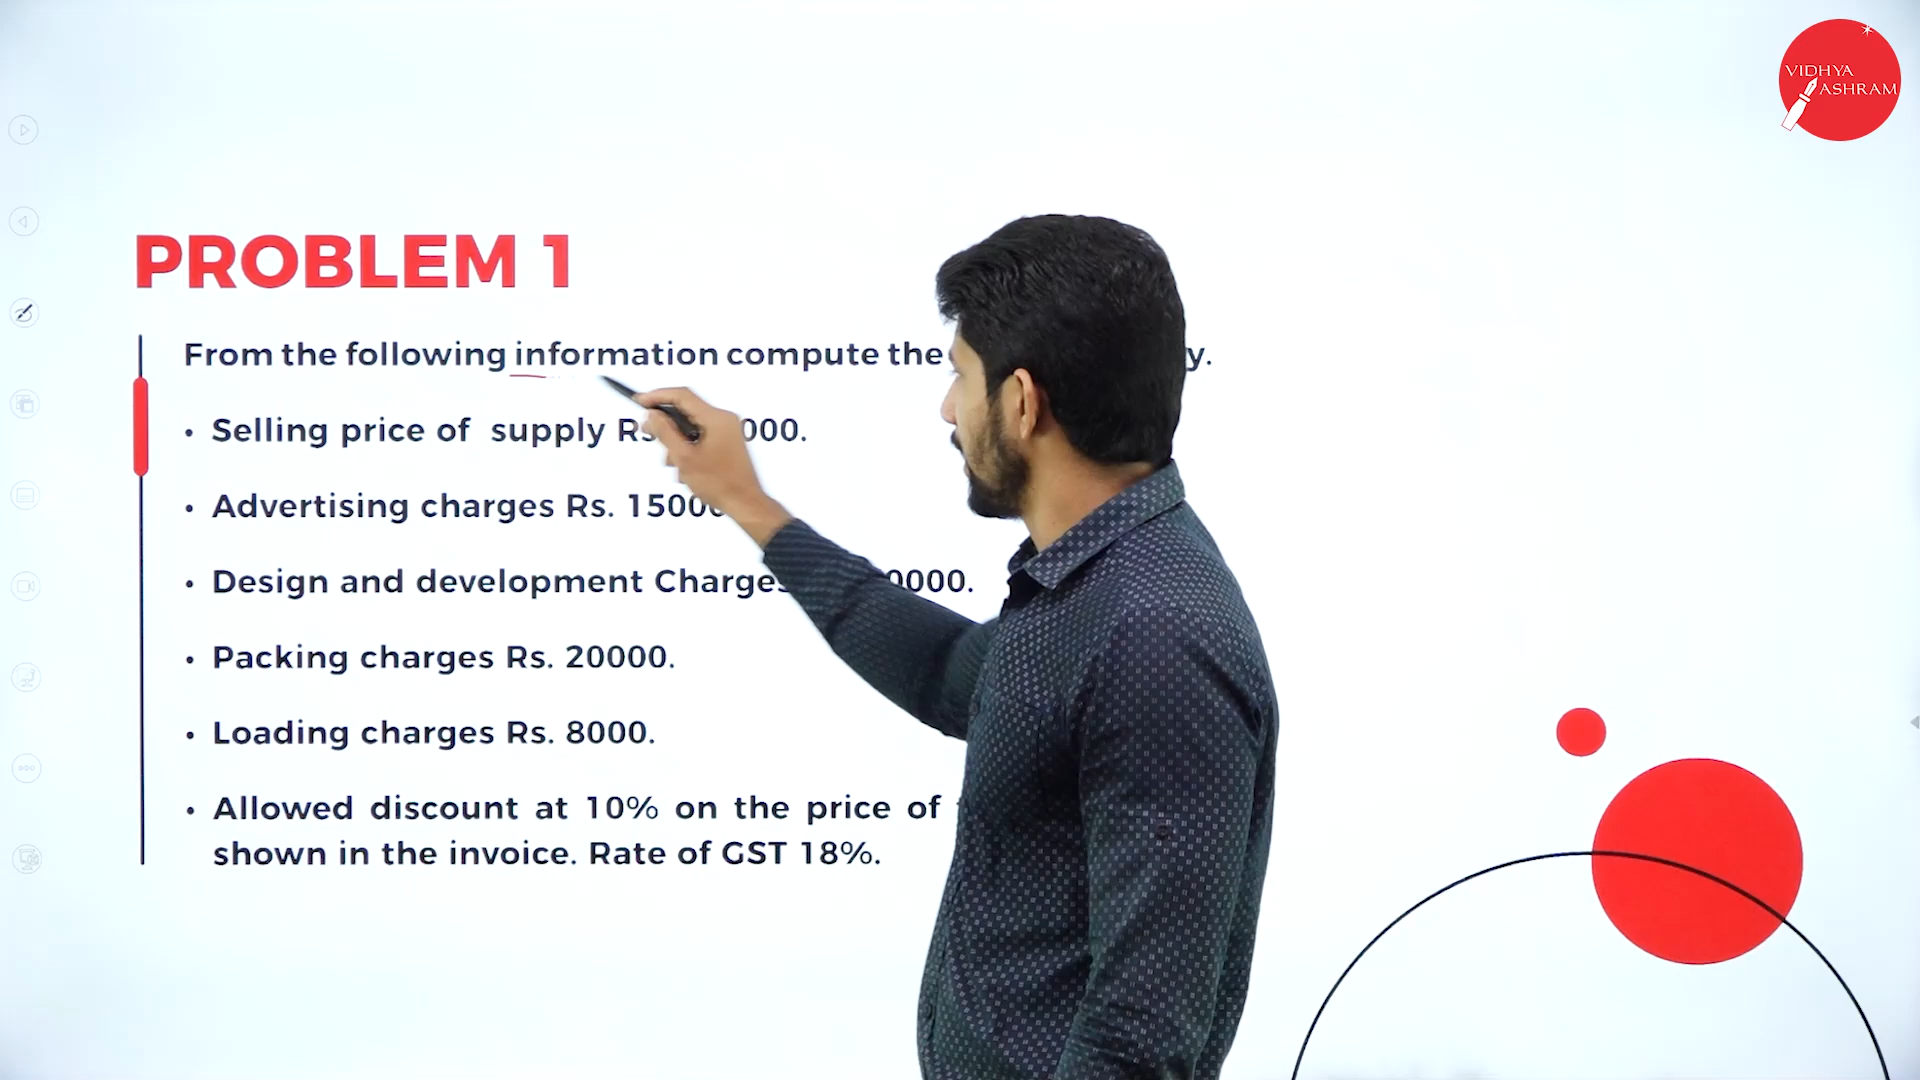 VIDHYA
ASHRAM
PROBLEM 1
From the following information compute the
• Selling price of supply
• Advertising charges Rs.
• Design and development Charges
• Packing charges Rs. 20000.
• Loading charges Rs. 8000.
• Allowed discount at 10% on the price of
shown in the invoice. Rate of GST 18%.